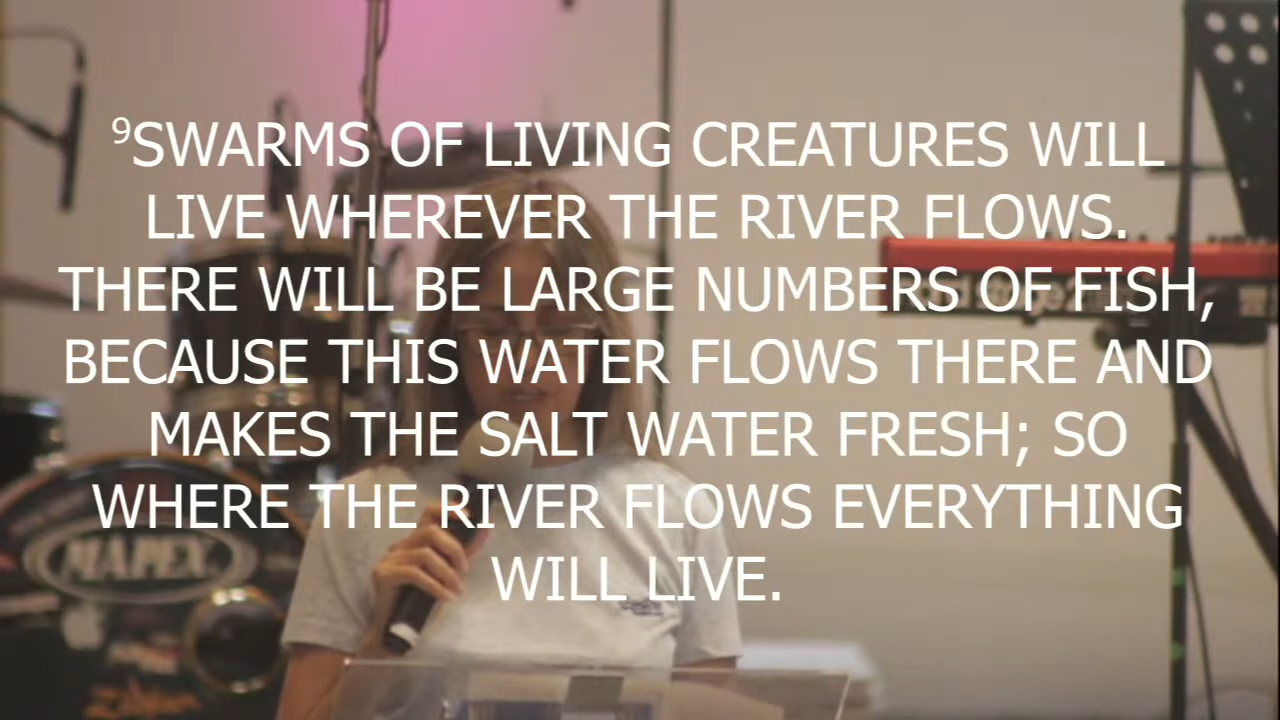 ⁹SWARMS OF LIVING CREATURES WILL
LIVE WHEREVER THE RIVER FLOWS.
THERE WILL BE LARGE NUMBERS OF FISH,
BECAUSE THIS WATER FLOWS THERE AND
MAKES THE SALT WATER FRESH; SO
WHERE THE RIVER FLOWS EVERYTHING
WILL LIVE.
MAPEX